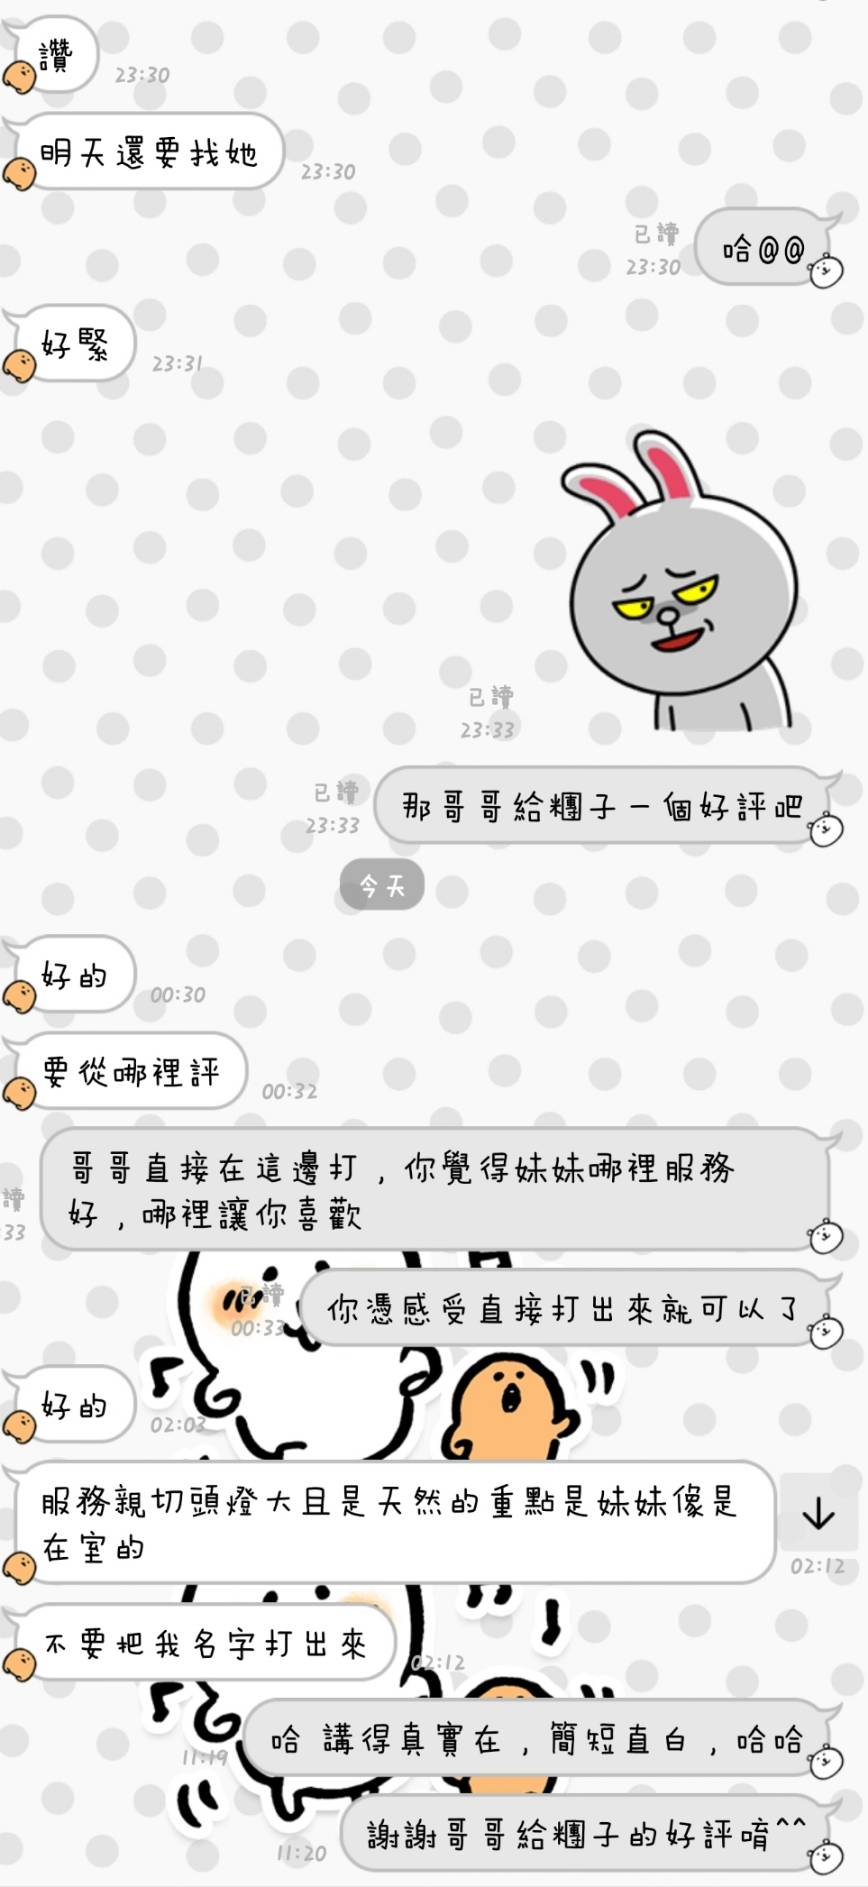 讚
23:30
明天還要找她
23:30
哈@@
已讀
23:30
好緊
23:31
已讀
23:33
那哥哥給糰子一個好評吧
已讀
23:33
今天
好的
00:30
要從哪裡評
00:32
哥哥直接在這邊打，你覺得妹妹哪裡服務
好，哪裡讓你喜歡
讀
33
你憑感受直接打出來就可以了
已讀
00:33
好的
02:03
服務親切頭燈大且是天然的重點是妹妹像是
在室的
02:12
不要把我名字打出來
02:12
哈 講得真實在，簡短直白，哈哈
11:19
謝謝哥哥給糰子的好評唷^^
11:20